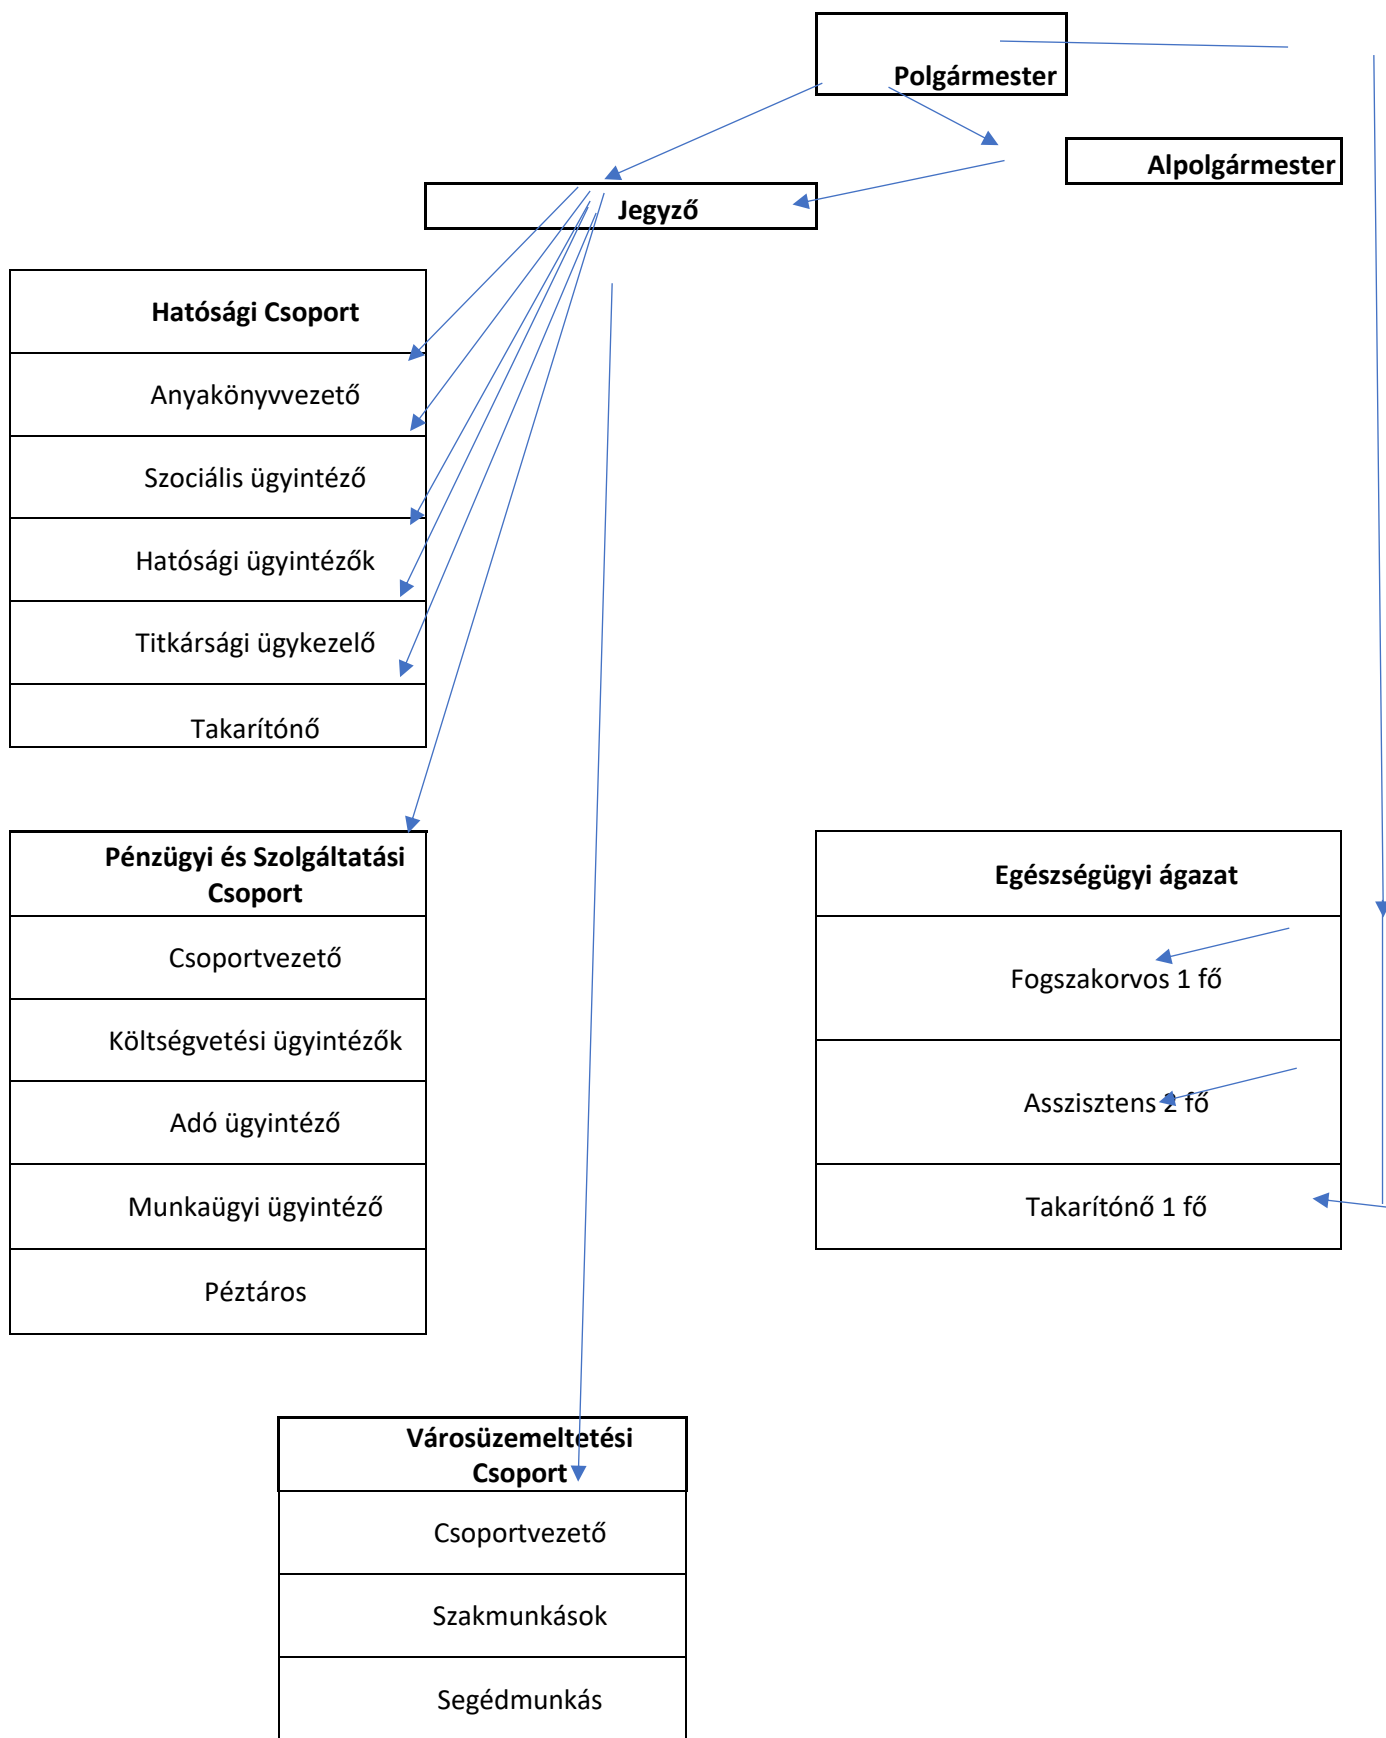 Polgármester
Alpolgármester
Jegyző
Hatósági Csoport
Anyakönyvvezető
Szociális ügyintéző
Hatósági ügyintézők
Titkársági ügykezelő
Takarítónő
Pénzügyi és Szolgáltatási
Csoport
Csoportvezető
Költségvetési ügyintézők
Adó ügyintéző
Munkaügyi ügyintéző
Péztáros
Egészségügyi ágazat
Fogszakorvos 1 fő
Asszisztens 2 fő
Takarítónő 1 fő
Városüzemeltetési
Csoport
Csoportvezető
Szakmunkások
Segédmunkás